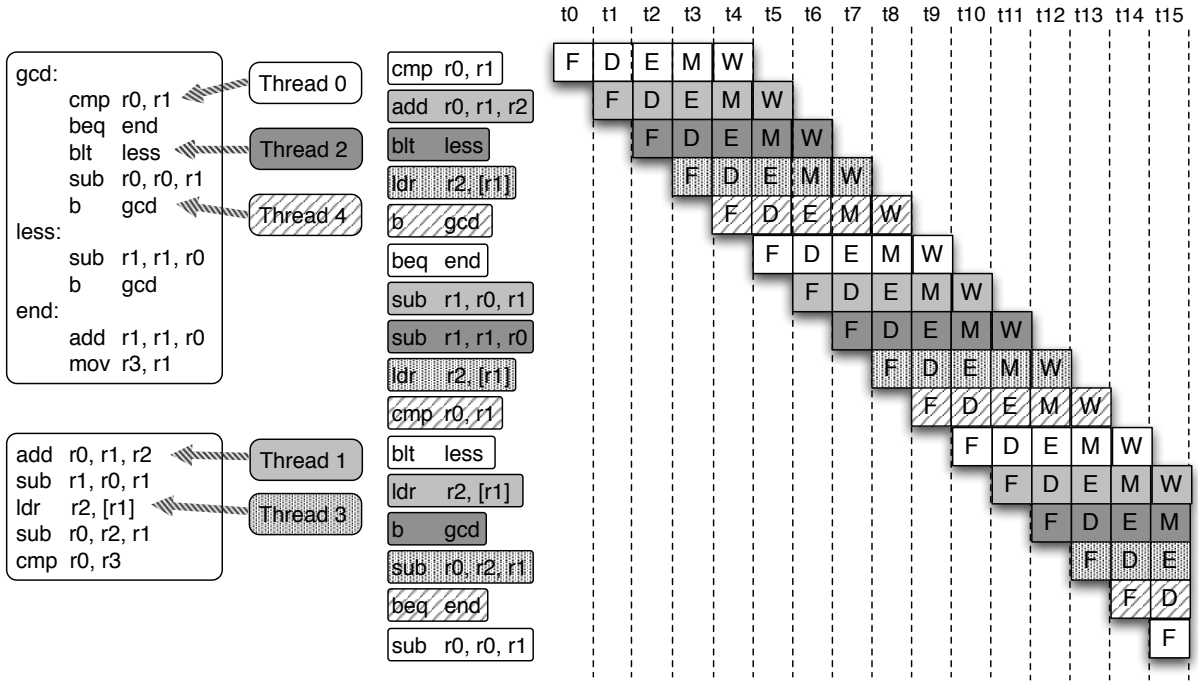 t0 t1 t2 t3 t4 t5 t6 t7 t8 t9 t10 t11 t12 t13 t14 t15
gcd:
cmp r0, r1
beq end
blt less
sub r0, r0, r1
b gcd
less:
sub r1, r1, r0
b gcd
end:
add r1, r1, r0
mov r3, r1
Thread 0
Thread 2
Thread 4
add r0, r1, r2
sub r1, r0, r1
ldr r2, [r1]
sub r0, r2, r1
cmp r0, r3
Thread 1
Thread 3
cmp r0, r1 F D E M W
add r0, r1, r2 F D E M W
blt less F D E M W
ldr r2, [r1] F D E M W
b gcd F D E M W
beq end F D E M W
sub r1, r0, r1 F D E M W
sub r1, r1, r0 F D E M W
ldr r2, [r1] F D E M W
cmp r0, r1 F D E M W
blt less F D E M W
ldr r2, [r1] F D E M W
b gcd F D E M
sub r0, r2, r1 F D E
beq end F D
sub r0, r0, r1 F